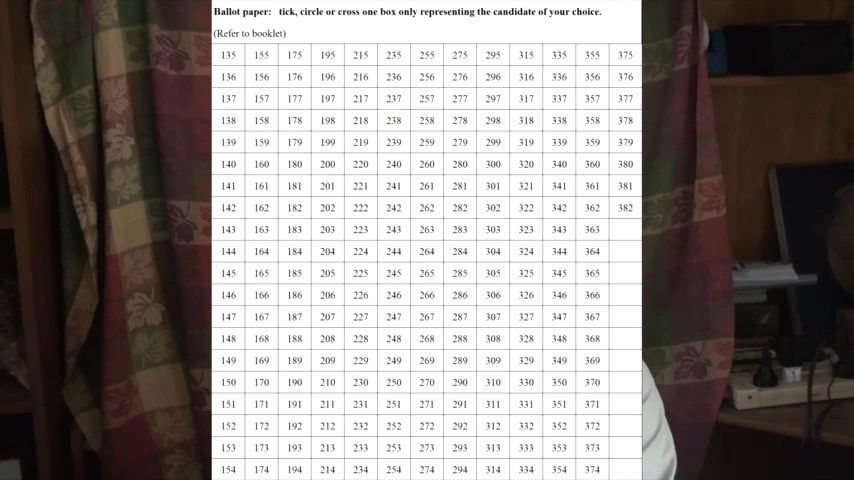 Ballot paper: tick, circle or cross one box only representing the candidate of your choice.
(Refer to booklet)
135 155 175 195 215 235 255 275 295 315 335 355 375
136 156 176 196 216 236 256 276 296 316 336 356 376
137 157 177 197 217 237 257 277 297 317 337 357 377
138 158 178 198 218 238 258 278 298 318 338 358 378
139 159 179 199 219 239 259 279 299 319 339 359 379
140 160 180 200 220 240 260 280 300 320 340 360 380
141 161 181 201 221 241 261 281 301 321 341 361 381
142 162 182 202 222 242 262 282 302 322 342 362 382
143 163 183 203 223 243 263 283 303 323 343 363
144 164 184 204 224 244 264 284 304 324 344 364
145 165 185 205 225 245 265 285 305 325 345 365
146 166 186 206 226 246 266 286 306 326 346 366
147 167 187 207 227 247 267 287 307 327 347 367
148 168 188 208 228 248 268 288 308 328 348 368
149 169 189 209 229 249 269 289 309 329 349 369
150 170 190 210 230 250 270 290 310 330 350 370
151 171 191 211 231 251 271 291 311 331 351 371
152 172 192 212 232 252 272 292 312 332 352 372
153 173 193 213 233 253 273 293 313 333 353 373
154 174 194 214 234 254 274 294 314 334 354 374